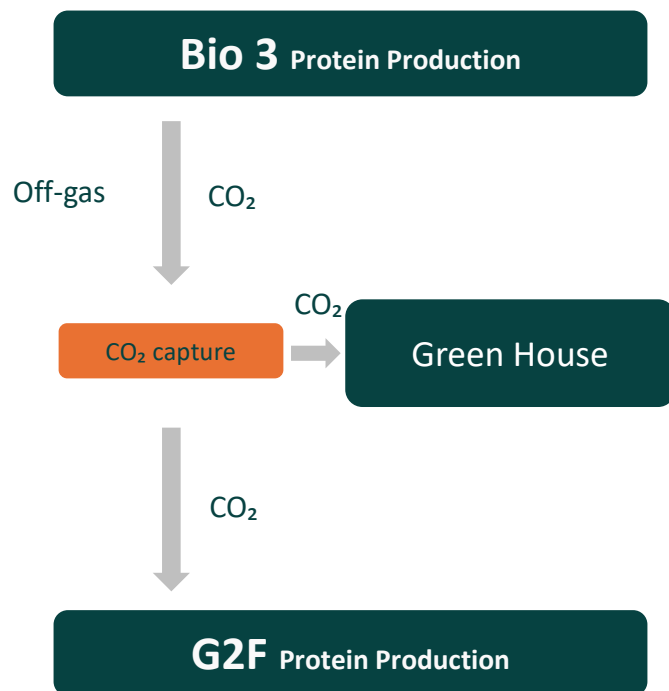 Bio 3 Protein Production
Off-gas
CO₂
CO₂
CO₂ capture
Green House
CO₂
G2F Protein Production